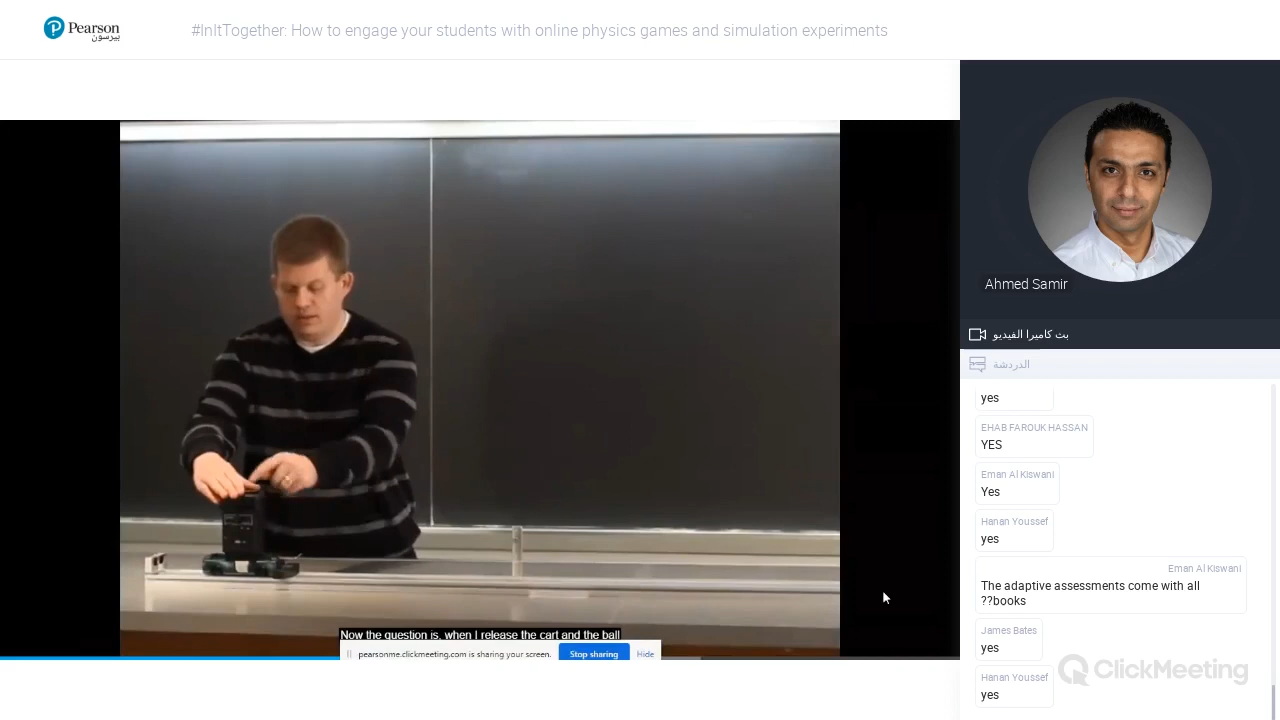 Pearson
بيرسون
#InItTogether: How to engage your students with online physics games and simulation experiments
Ahmed Samir
بث كاميرا الفيديو
الدردشة
yes
EHAB FAROUK HASSAN
YES
Eman Al Kiswani
Yes
Hanan Youssef
yes
Eman Al Kiswani
The adaptive assessments come with all
??books
James Bates
yes
Hanan Youssef
yes
ClickMeeting
Now the question is, when I release the cart and the ball
pearsonme.clickmeeting.com is sharing your screen.
Stop sharing
Hide